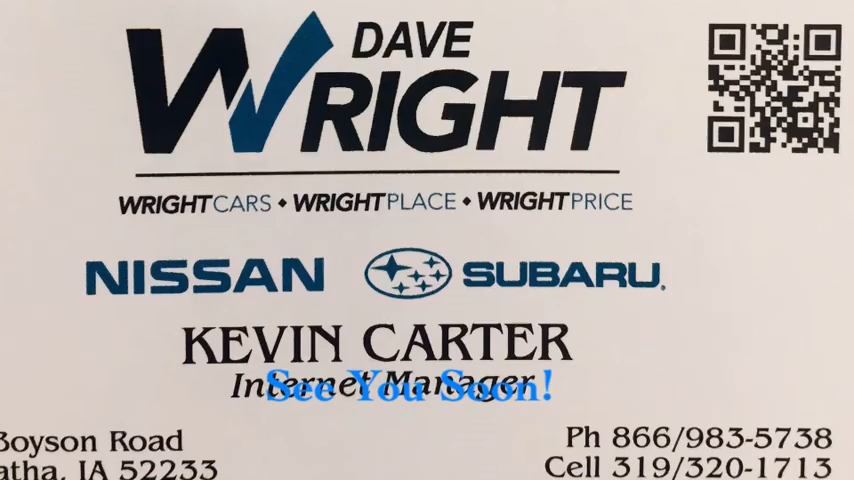 DAVE
WRIGHT
WRIGHTCARS • WRIGHTPLACE • WRIGHTPRICE
NISSAN SUBARU.
KEVIN CARTER
Internet Manager
See You Soon!
Boyson Road
atha, IA 52233
Ph 866/983-5738
Cell 319/320-1713